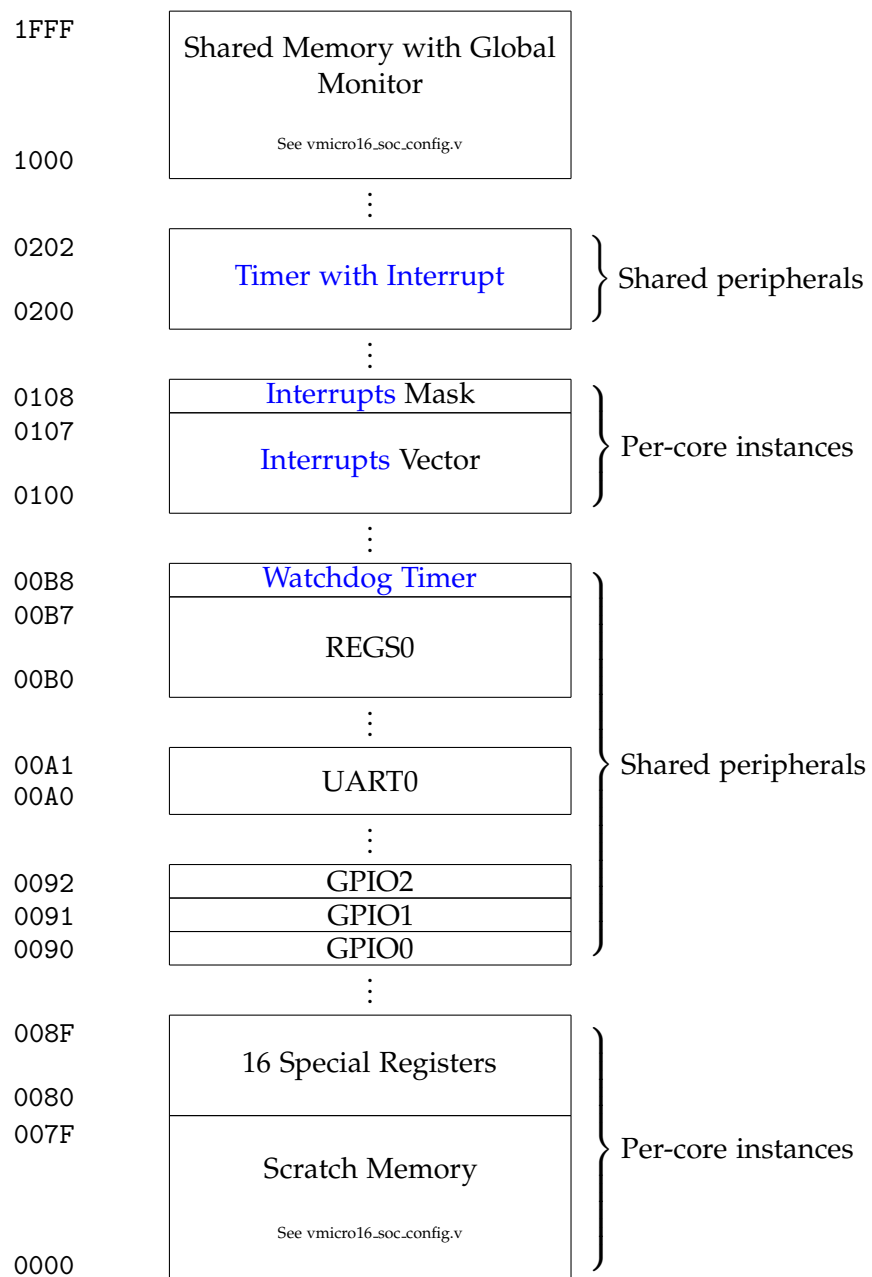 1FFF
Shared Memory with Global
Monitor
See vmicro16_soc_config.v
1000
⋮
0202
Timer with Interrupt
Shared peripherals
0200
⋮
0108
Interrupts Mask
0107
Per-core instances
Interrupts Vector
0100
⋮
00B8
Watchdog Timer
00B7
REGS0
00B0
⋮
00A1
UART0
Shared peripherals
00A0
⋮
0092
GPIO2
0091
GPIO1
0090
GPIO0
⋮
008F
16 Special Registers
0080
007F
Per-core instances
Scratch Memory
See vmicro16_soc_config.v
0000